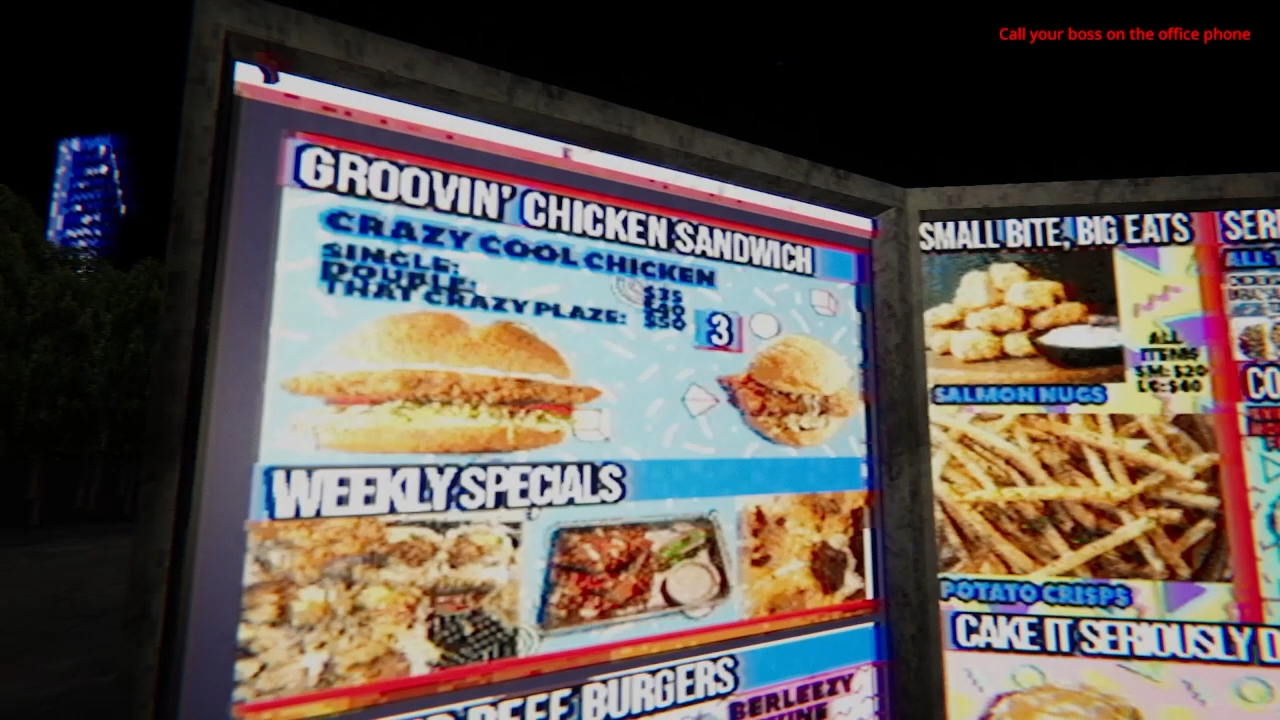 Call your boss on the office phone
GROOVIN' CHICKEN SANDWICH
CRAZY COOL CHICKEN
SINGLE: $35
DOUBLE: $40
THAT CRAZY PLAZE: $50
3
WEEKLY SPECIALS
BEEF BURGERS
BERLEEZY
SMALL BITE, BIG EATS
ALL
ITEMS
SM: $20
LG: $40
SALMON NUGS
POTATO CRISPS
CAKE IT SERIOUSLY